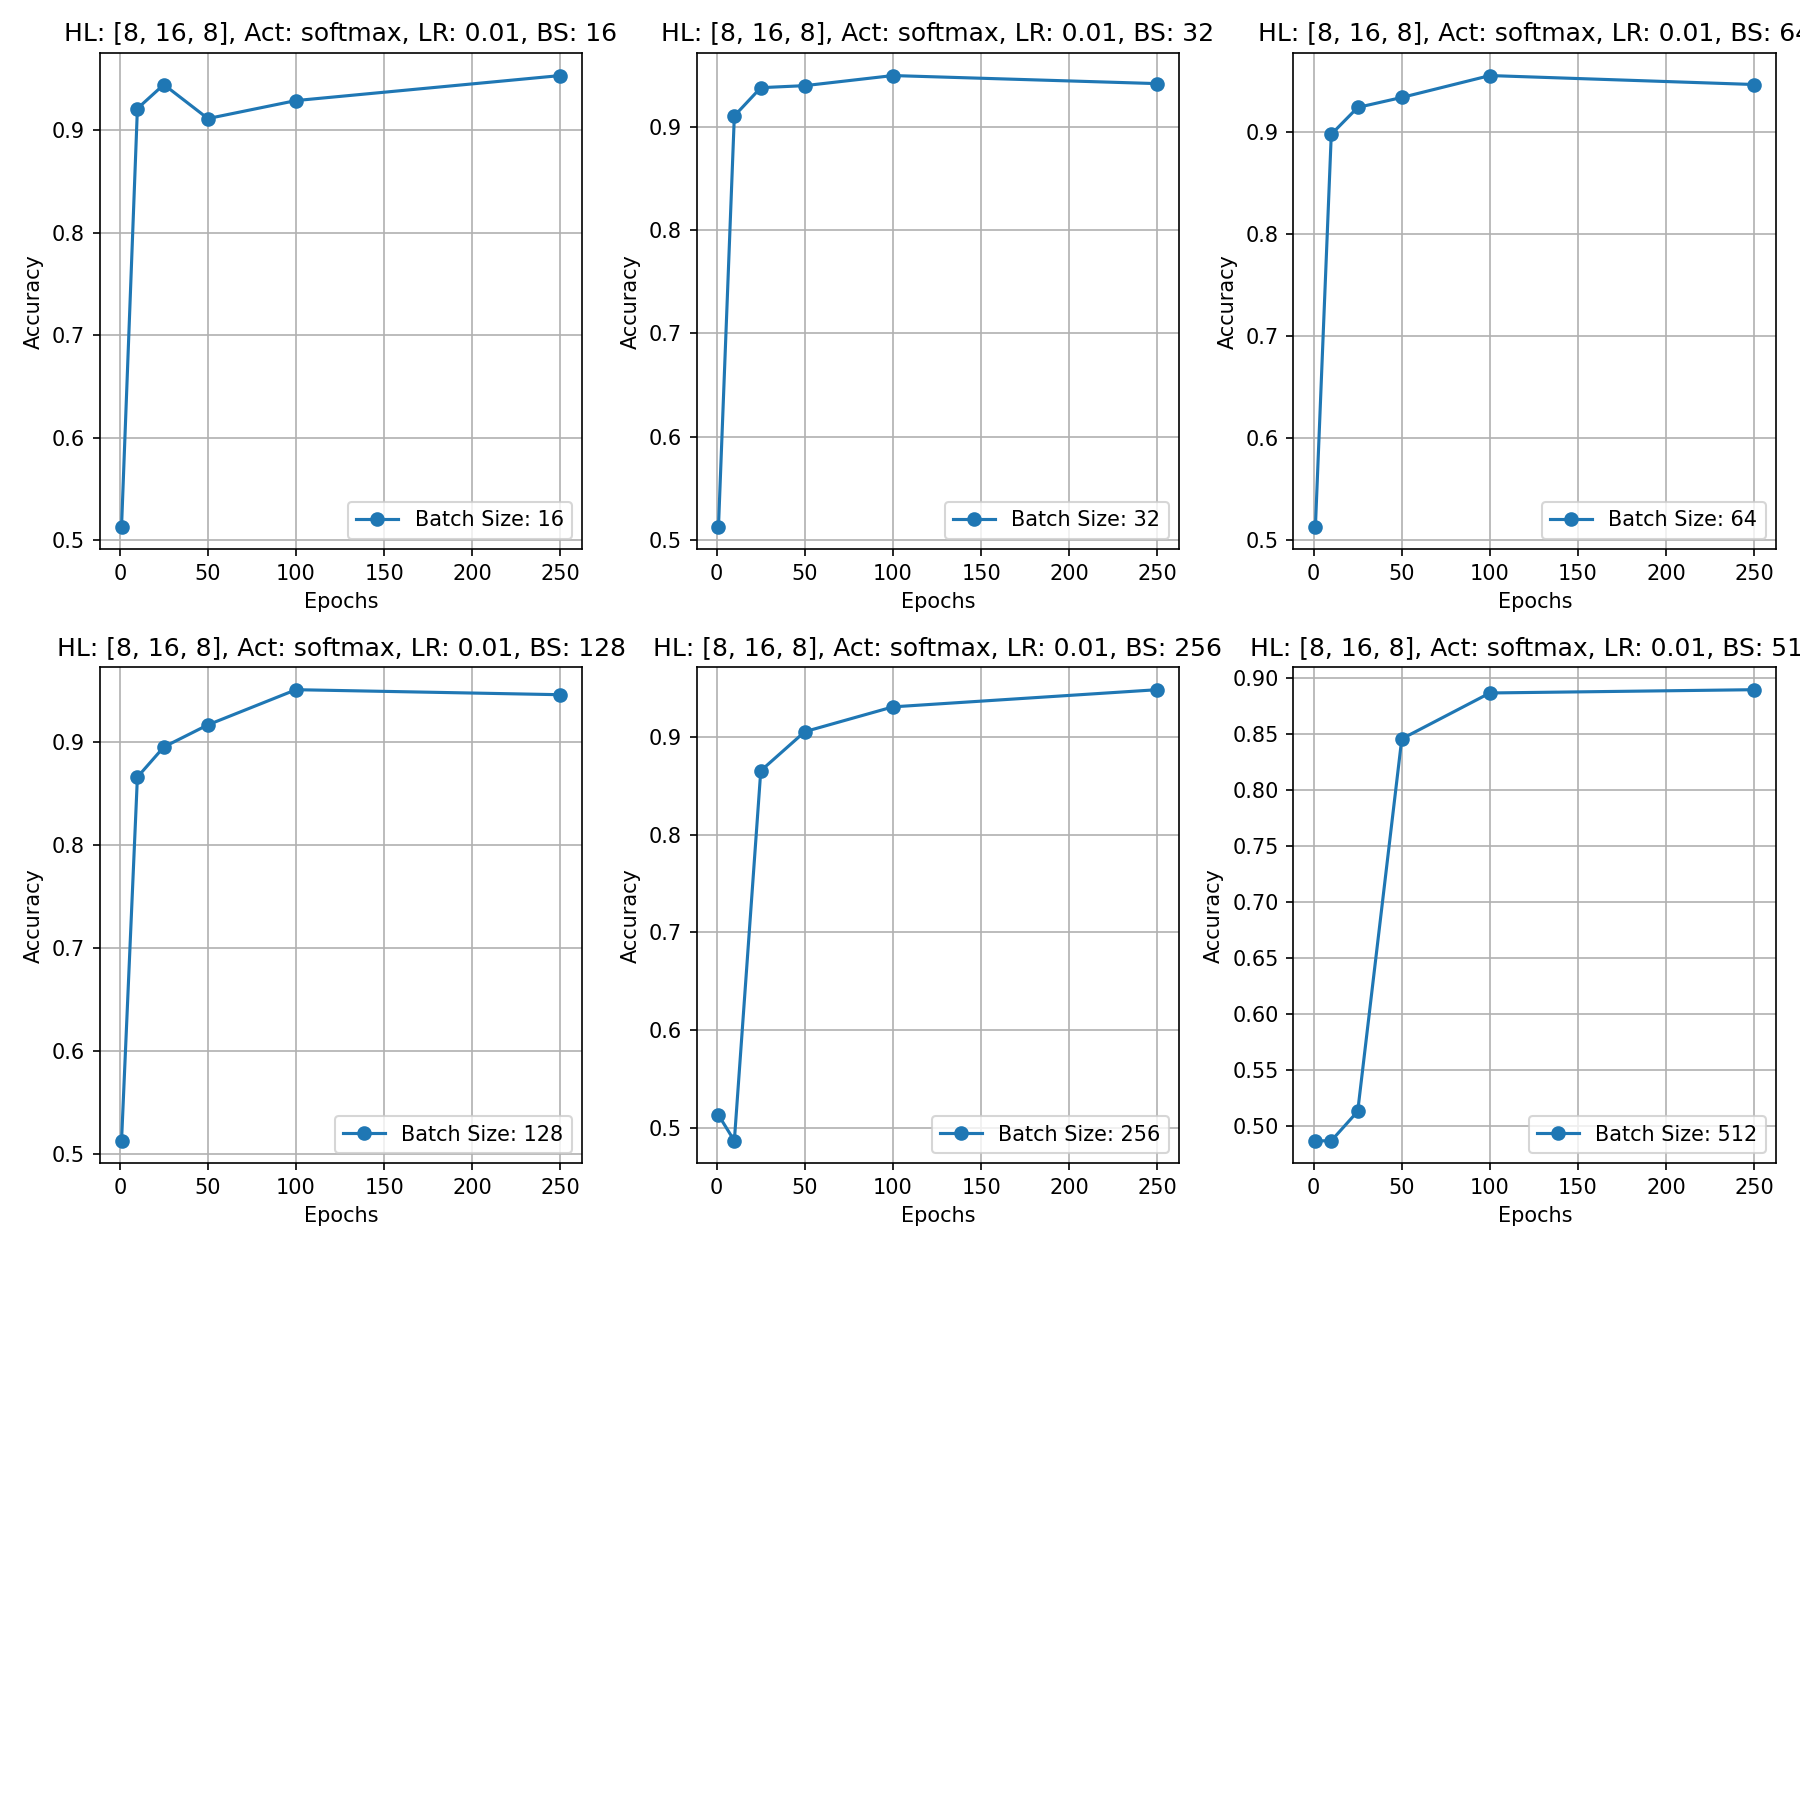 HL: [8, 16, 8], Act: softmax, LR: 0.01, BS: 16
0.9
0.8
0.7
0.6
0.5
Accuracy
Batch Size: 16
0 50 100 150 200 250
Epochs
HL: [8, 16, 8], Act: softmax, LR: 0.01, BS: 32
0.9
0.8
0.7
0.6
0.5
Accuracy
Batch Size: 32
0 50 100 150 200 250
Epochs
HL: [8, 16, 8], Act: softmax, LR: 0.01, BS: 64
0.9
0.8
0.7
0.6
0.5
Accuracy
Batch Size: 64
0 50 100 150 200 250
Epochs
HL: [8, 16, 8], Act: softmax, LR: 0.01, BS: 128
0.9
0.8
0.7
0.6
0.5
Accuracy
Batch Size: 128
0 50 100 150 200 250
Epochs
HL: [8, 16, 8], Act: softmax, LR: 0.01, BS: 256
0.9
0.8
0.7
0.6
0.5
Accuracy
Batch Size: 256
0 50 100 150 200 250
Epochs
HL: [8, 16, 8], Act: softmax, LR: 0.01, BS: 51
0.90
0.85
0.80
0.75
0.70
0.65
0.60
0.55
0.50
Accuracy
Batch Size: 512
0 50 100 150 200 250
Epochs